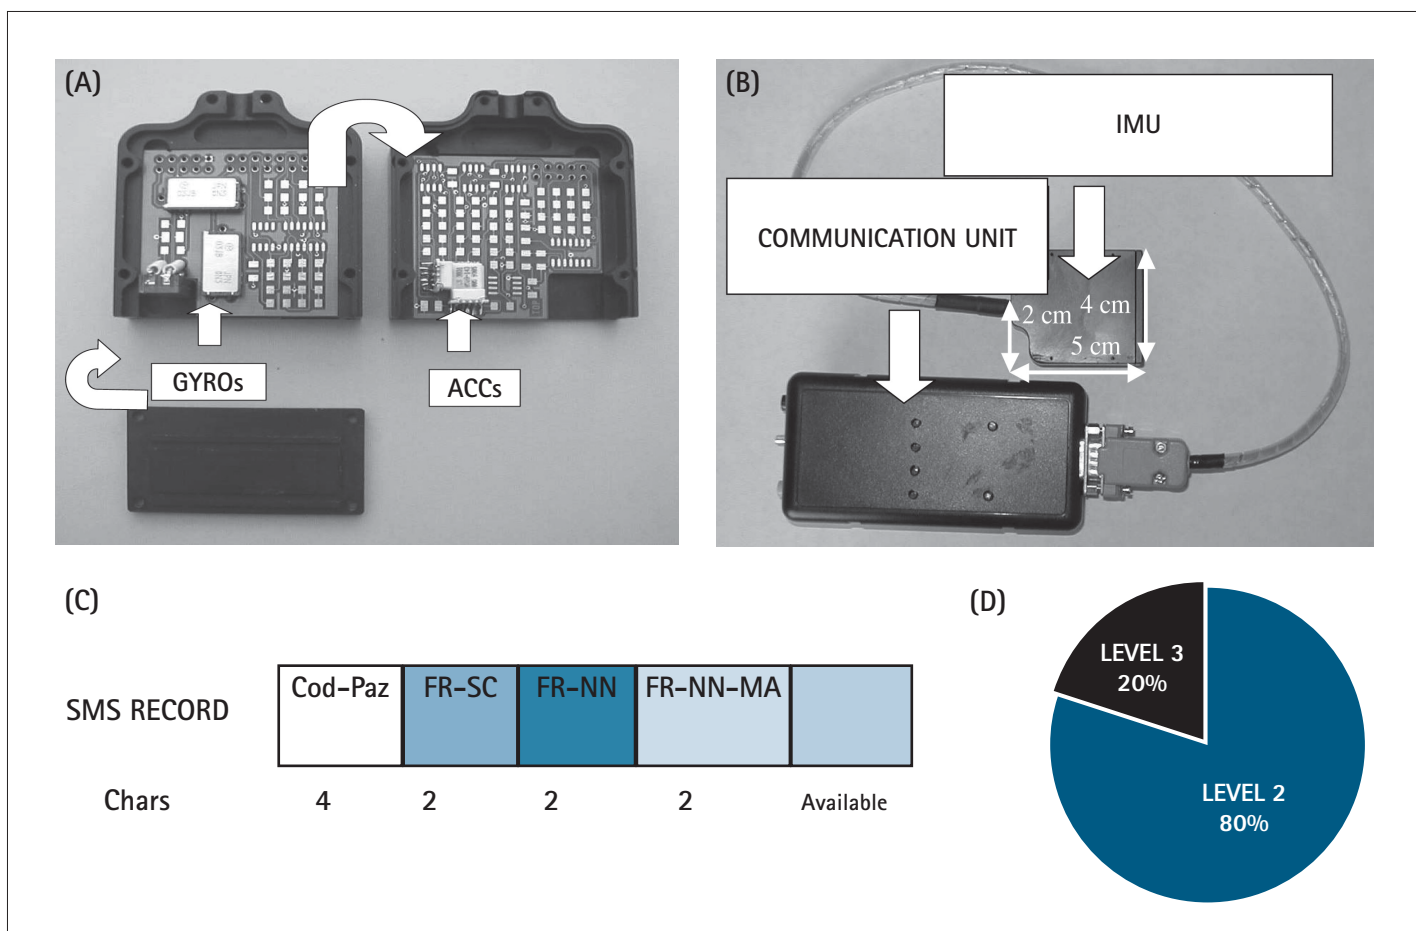 (A)
GYROs
ACCs
(B)
IMU
COMMUNICATION UNIT
2 cm
4 cm
5 cm
(C)
SMS RECORD
Cod-Paz
FR-SC
FR-NN
FR-NN-MA
Chars
4
2
2
2
Available
(D)
LEVEL 3
20%
LEVEL 2
80%